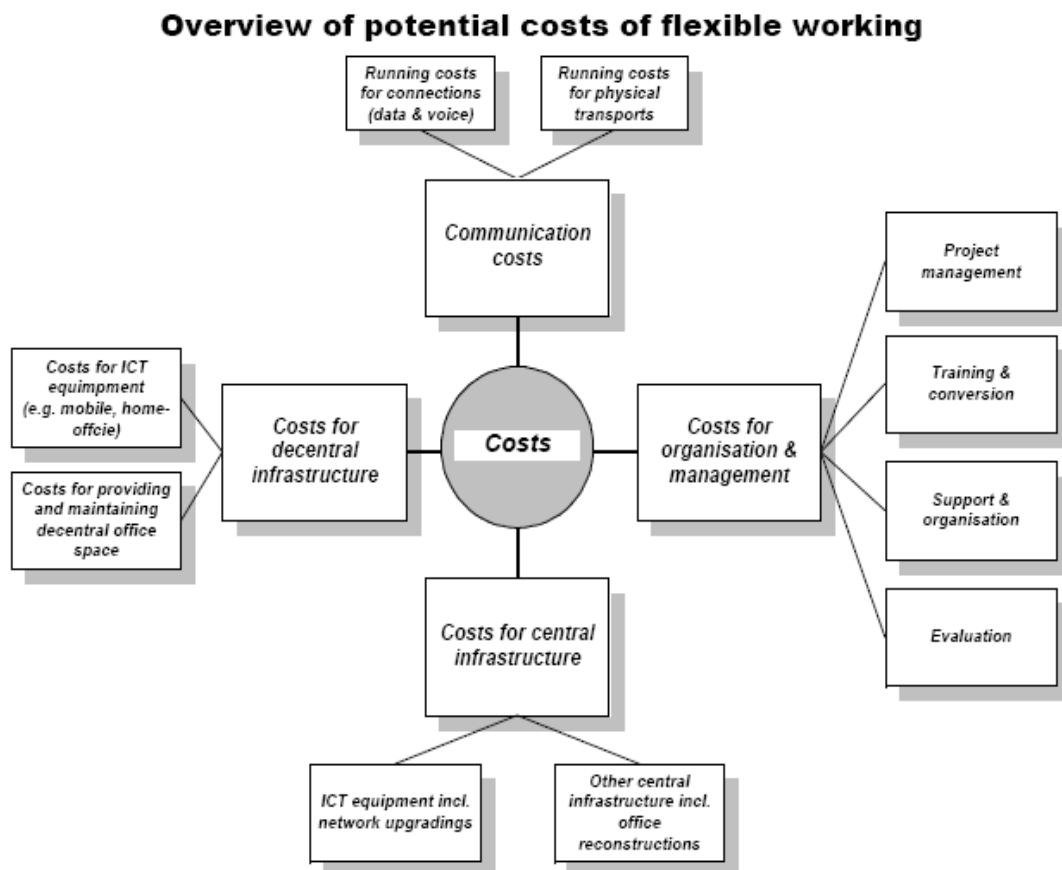 Overview of potential costs of flexible working
Running costs
for connections
(data & voice)
Running costs
for physical
transports
Communication
costs
Project
management
Costs for ICT
equimpment
(e.g. mobile, home-
offcie)
Training &
conversion
Costs for
decentral
infrastructure
Costs
Costs for
organisation &
management
Costs for providing
and maintaining
decentral office
space
Support &
organisation
Costs for central
infrastructure
Evaluation
ICT equipment incl.
network upgradings
Other central
infrastructure incl.
office
reconstructions